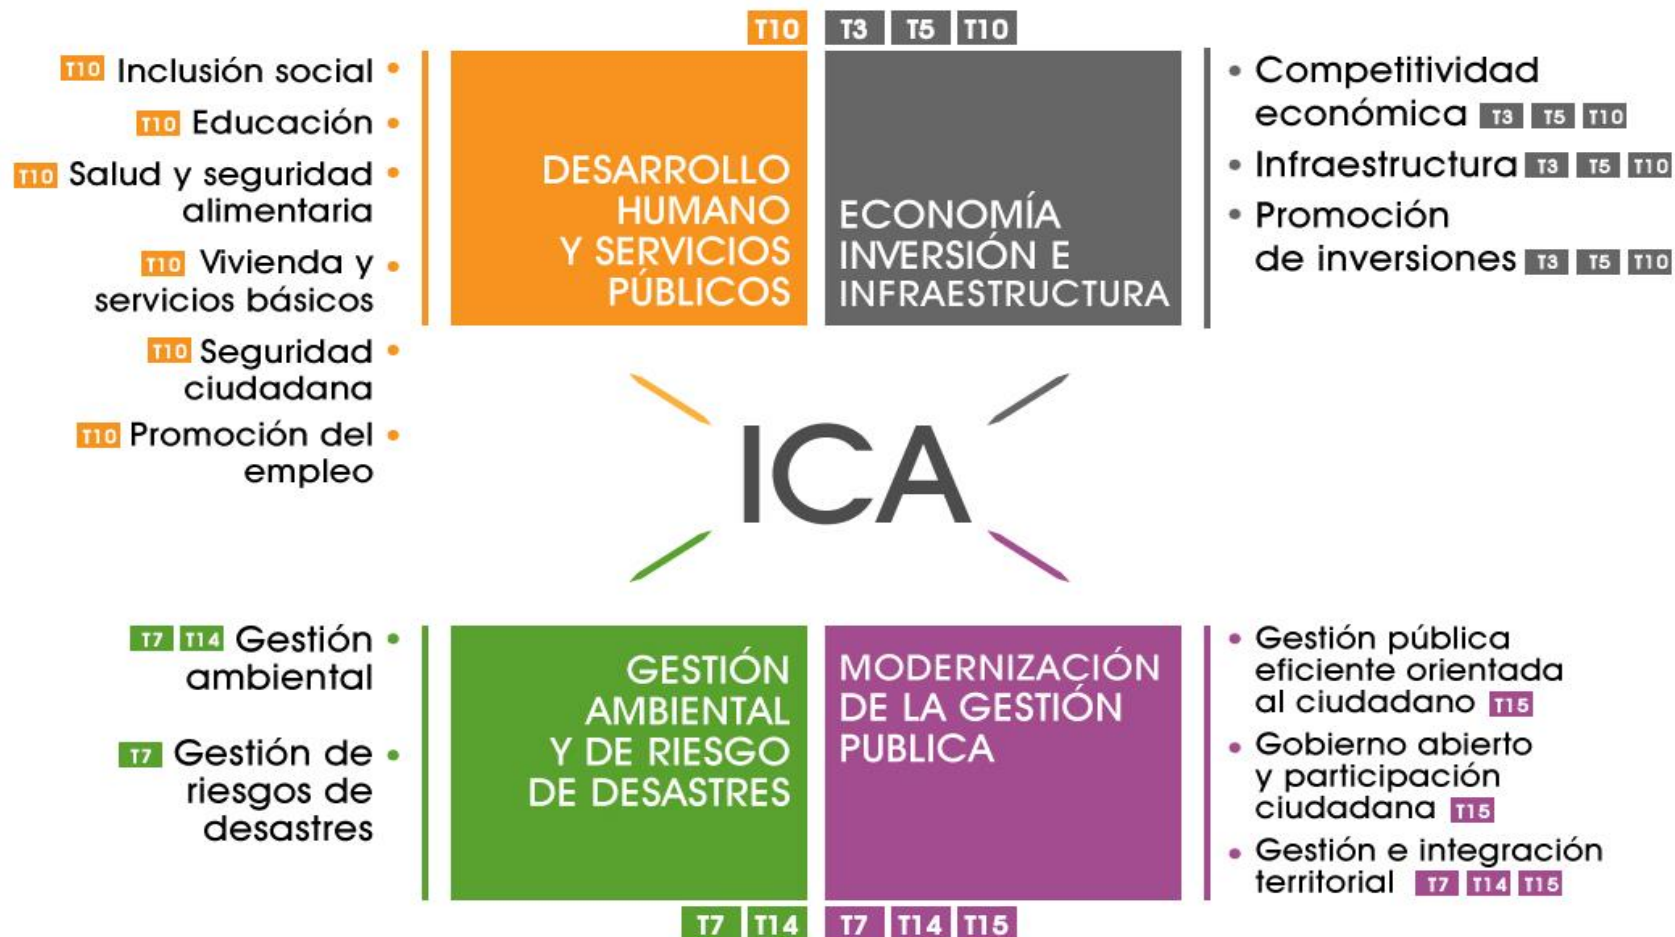 T10
T10 Inclusión social
T10 Educación
T10 Salud y seguridad
alimentaria
T10 Vivienda y
servicios básicos
T10 Seguridad
ciudadana
T10 Promoción del
empleo
DESARROLLO
HUMANO
Y SERVICIOS
PÚBLICOS
T3 T5 T10
ECONOMÍA
INVERSIÓN E
INFRAESTRUCTURA
• Competitividad
económica T3 T5 T10
• Infraestructura T3 T5 T10
• Promoción
de inversiones T3 T5 T10
ICA
T7 T14 Gestión
ambiental
T7 Gestión de
riesgos de
desastres
GESTIÓN
AMBIENTAL
Y DE RIESGO
DE DESASTRES
T7 T14
MODERNIZACIÓN
DE LA GESTIÓN
PUBLICA
T7 T14 T15
• Gestión pública
eficiente orientada
al ciudadano T15
• Gobierno abierto
y participación
ciudadana T15
• Gestión e integración
territorial T7 T14 T15